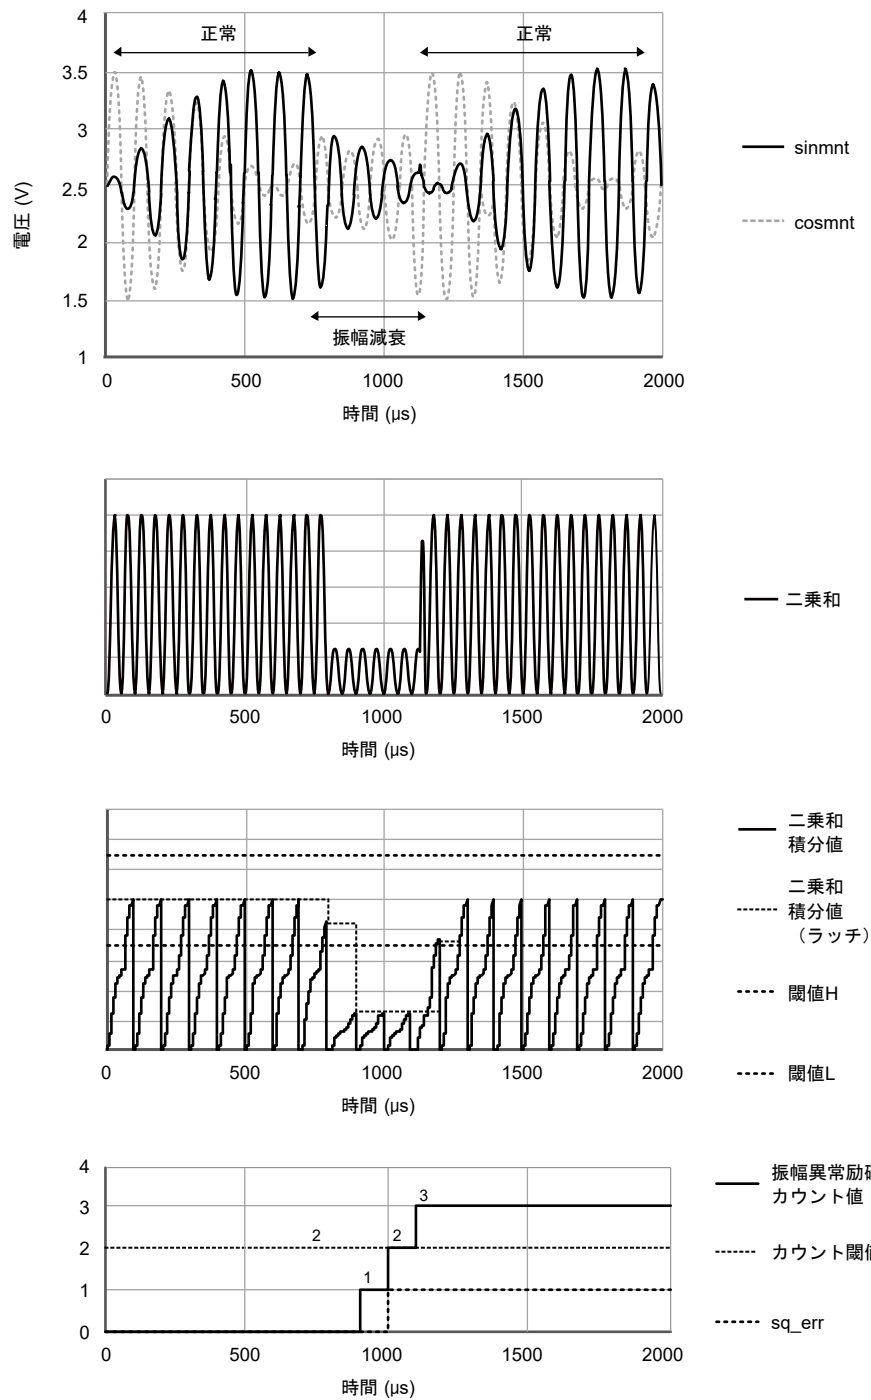 4
3.5
3
2.5
2
1.5
1
電圧 (V)
正常
正常
振幅減衰
0
500
1000
1500
2000
時間 (μs)
sinmnt
cosmnt
0
500
1000
1500
2000
時間 (μs)
二乗和
0
500
1000
1500
2000
時間 (μs)
二乗和
積分値
二乗和
積分値
(ラッチ)
閾値H
閾値L
4
3
2
1
0
2
1
2
3
0
500
1000
1500
2000
時間 (μs)
振幅異常励
カウント値
カウント閾値
sq_err